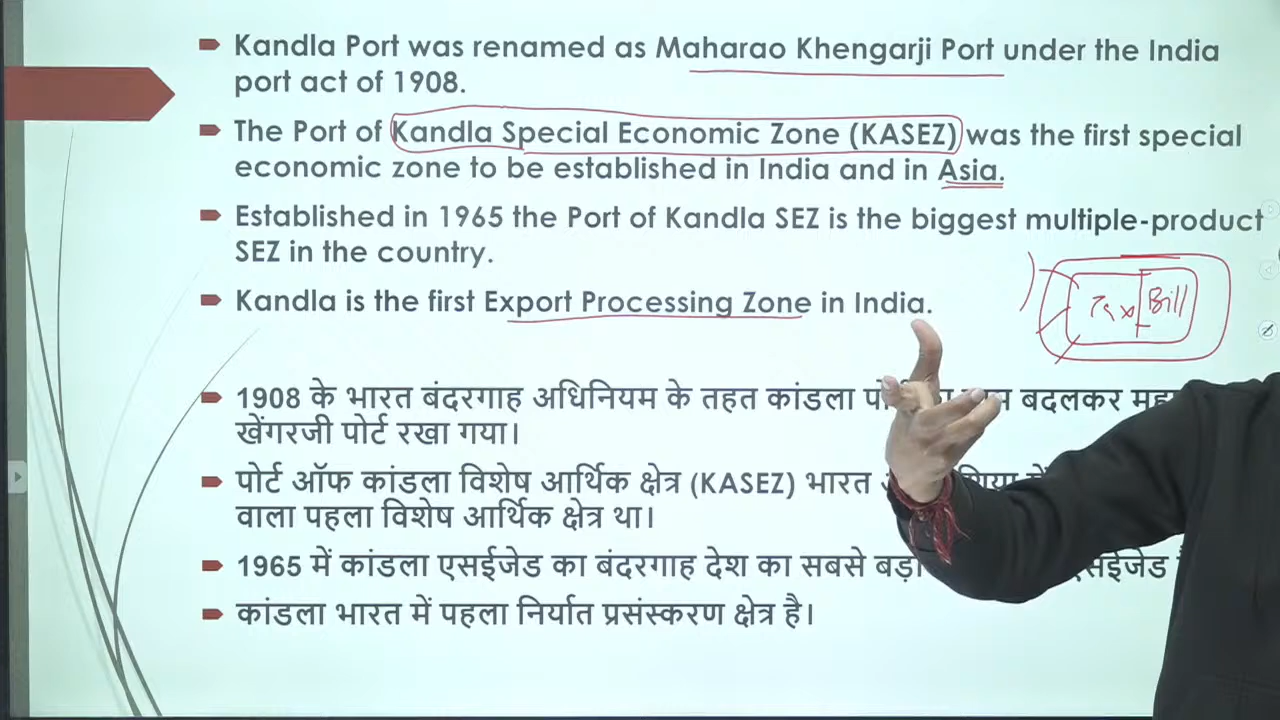 Kandla Port was renamed as Maharao Khengarji Port under the India
port act of 1908.
The Port of Kandla Special Economic Zone (KASEZ) was the first special
economic zone to be established in India and in Asia.
Established in 1965 the Port of Kandla SEZ is the biggest multiple-product
SEZ in the country.
Kandla is the first Export Processing Zone in India.
Tax Bill
1908 के भारत बंदरगाह अधिनियम के तहत कांडला बदलकर
खेंगरजी पोर्ट रखा गया।
पोर्ट ऑफ कांडला विशेष आर्थिक क्षेत्र (KASEZ) भारत
वाला पहला विशेष आर्थिक क्षेत्र था।
1965 में कांडला एसईजेड का बंदरगाह देश का सबसे बड़ा एसईजेड
कांडला भारत में पहला निर्यात प्रसंस्करण क्षेत्र है।